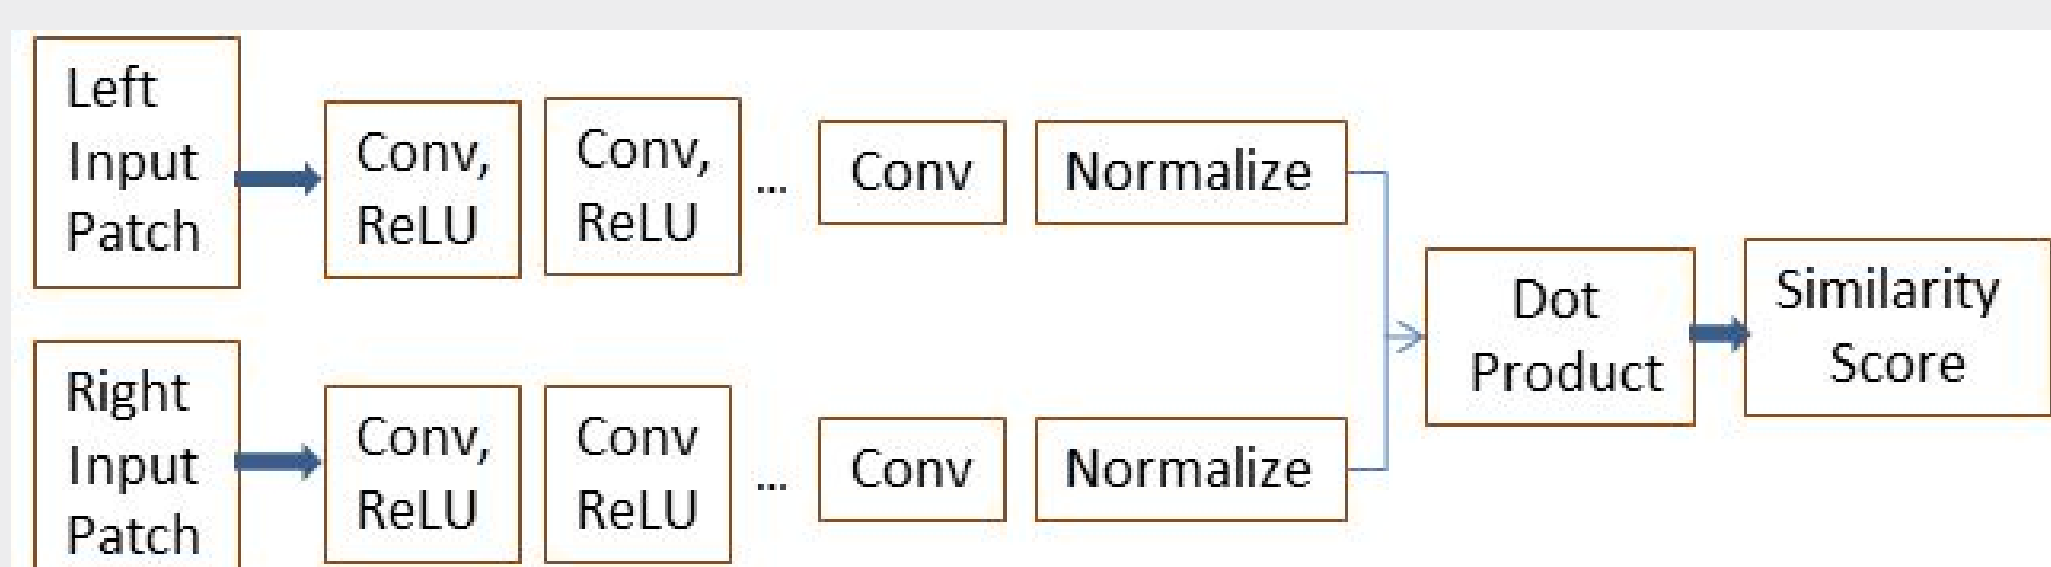 Left
Input
Patch
Conv,
ReLU
Conv,
ReLU
...
Conv
Normalize
Right
Input
Patch
Conv,
ReLU
Conv
ReLU
...
Conv
Normalize
Dot
Product
Similarity
Score